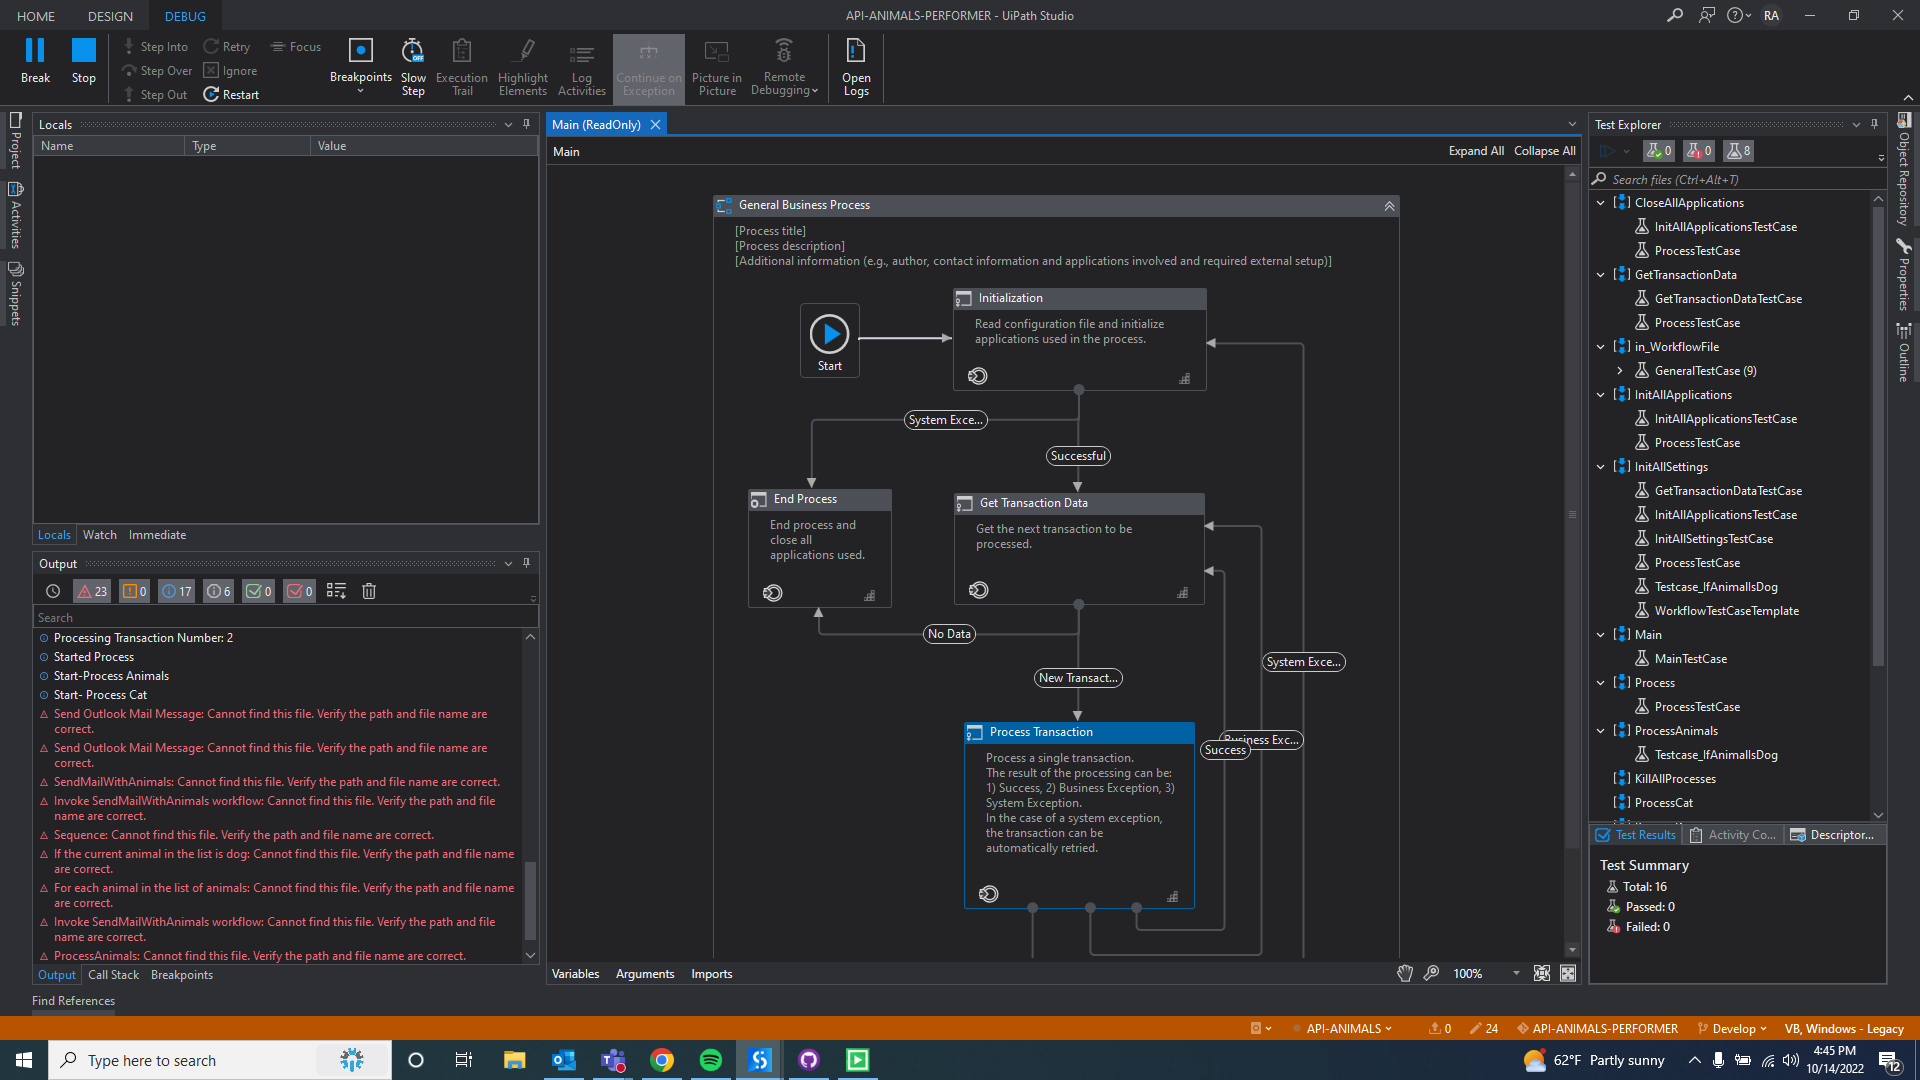 HOME DESIGN DEBUG API-ANIMALS-PERFORMER - UiPath Studio RA
Break
Stop
Step Into
Step Over
Step Out
Retry
Ignore
Restart
Focus
Breakpoints
Slow
Step
Execution
Trail
Highlight
Elements
Log
Activities
Continue on
Exception
Picture in
Picture
Remote
Debugging
Open
Logs
Project
Activities
Snippets
Locals
Name Type Value
Locals Watch Immediate
Output
23 0 17 6 0 0
Search
Processing Transaction Number: 2
Started Process
Start-Process Animals
Start- Process Cat
Send Outlook Mail Message: Cannot find this file. Verify the path and file name are
correct.
Send Outlook Mail Message: Cannot find this file. Verify the path and file name are
correct.
SendMailWithAnimals: Cannot find this file. Verify the path and file name are correct.
Invoke SendMailWithAnimals workflow: Cannot find this file. Verify the path and file
name are correct.
Sequence: Cannot find this file. Verify the path and file name are correct.
If the current animal in the list is dog: Cannot find this file. Verify the path and file name
are correct.
For each animal in the list of animals: Cannot find this file. Verify the path and file name
are correct.
Invoke SendMailWithAnimals workflow: Cannot find this file. Verify the path and file
name are correct.
ProcessAnimals: Cannot find this file. Verify the path and file name are correct.
Output Call Stack Breakpoints
Find References
Main (ReadOnly)
Main Expand All Collapse All
General Business Process
[Process title]
[Process description]
[Additional information (e.g., author, contact information and applications involved and required external setup)]
Start
Initialization
Read configuration file and initialize
applications used in the process.
System Exce...
Successful
End Process
End process and
close all
applications used.
Get Transaction Data
Get the next transaction to be
processed.
No Data
New Transact...
System Exce...
Business Exc...
Success
Process Transaction
Process a single transaction.
The result of the processing can be:
1) Success, 2) Business Exception, 3)
System Exception.
In the case of a system exception,
the transaction can be
automatically retried.
Variables Arguments Imports 100%
Test Explorer
0 0 8
Search files (Ctrl+Alt+T)
CloseAllApplications
InitAllApplicationsTestCase
ProcessTestCase
GetTransactionData
GetTransactionDataTestCase
ProcessTestCase
in_WorkflowFile
GeneralTestCase (9)
InitAllApplications
InitAllApplicationsTestCase
ProcessTestCase
InitAllSettings
GetTransactionDataTestCase
InitAllApplicationsTestCase
InitAllSettingsTestCase
ProcessTestCase
Testcase_IfAnimalIsDog
WorkflowTestCaseTemplate
Main
MainTestCase
Process
ProcessTestCase
ProcessAnimals
Testcase_IfAnimalIsDog
KillAllProcesses
ProcessCat
Test Results Activity Co... Descriptor...
Test Summary
Total: 16
Passed: 0
Failed: 0
Object Repository
Properties
Outline
API-ANIMALS 0 24 API-ANIMALS-PERFORMER Develop VB, Windows - Legacy
Type here to search
62°F Partly sunny
4:45 PM
10/14/2022
12